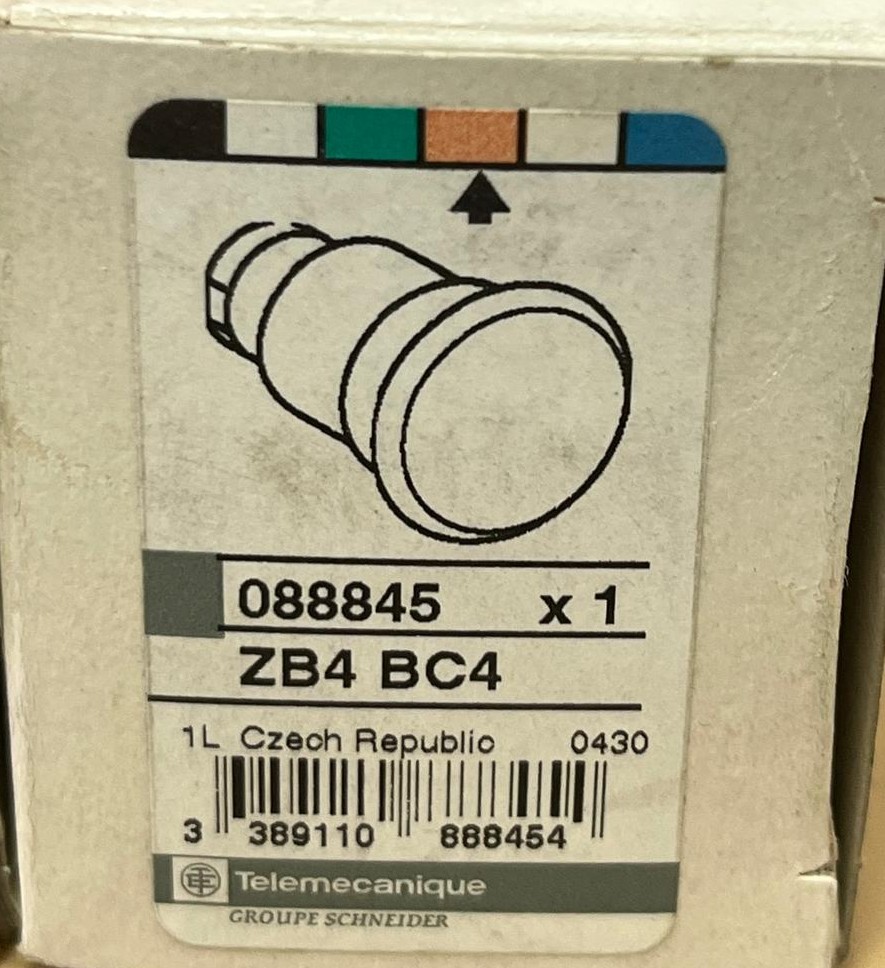 088845 x 1
ZB4 BC4
1L Czech Republic 0430
3 389110 888454
Telemecanique
GROUPE SCHNEIDER